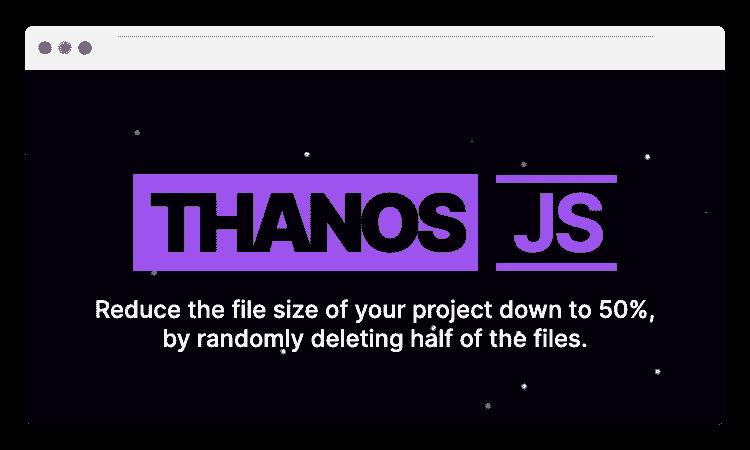 THANOS JS
Reduce the file size of your project down to 50%,
by randomly deleting half of the files.